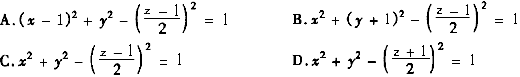 A.(x − 1)² + y² − ((z − 1)/2)² = 1 B.x² + (y + 1)² − ((z − 1)/2)² = 1
C.x² + y² − ((z − 1)/2)² = 1 D.x² + y² − ((z + 1)/2)² = 1